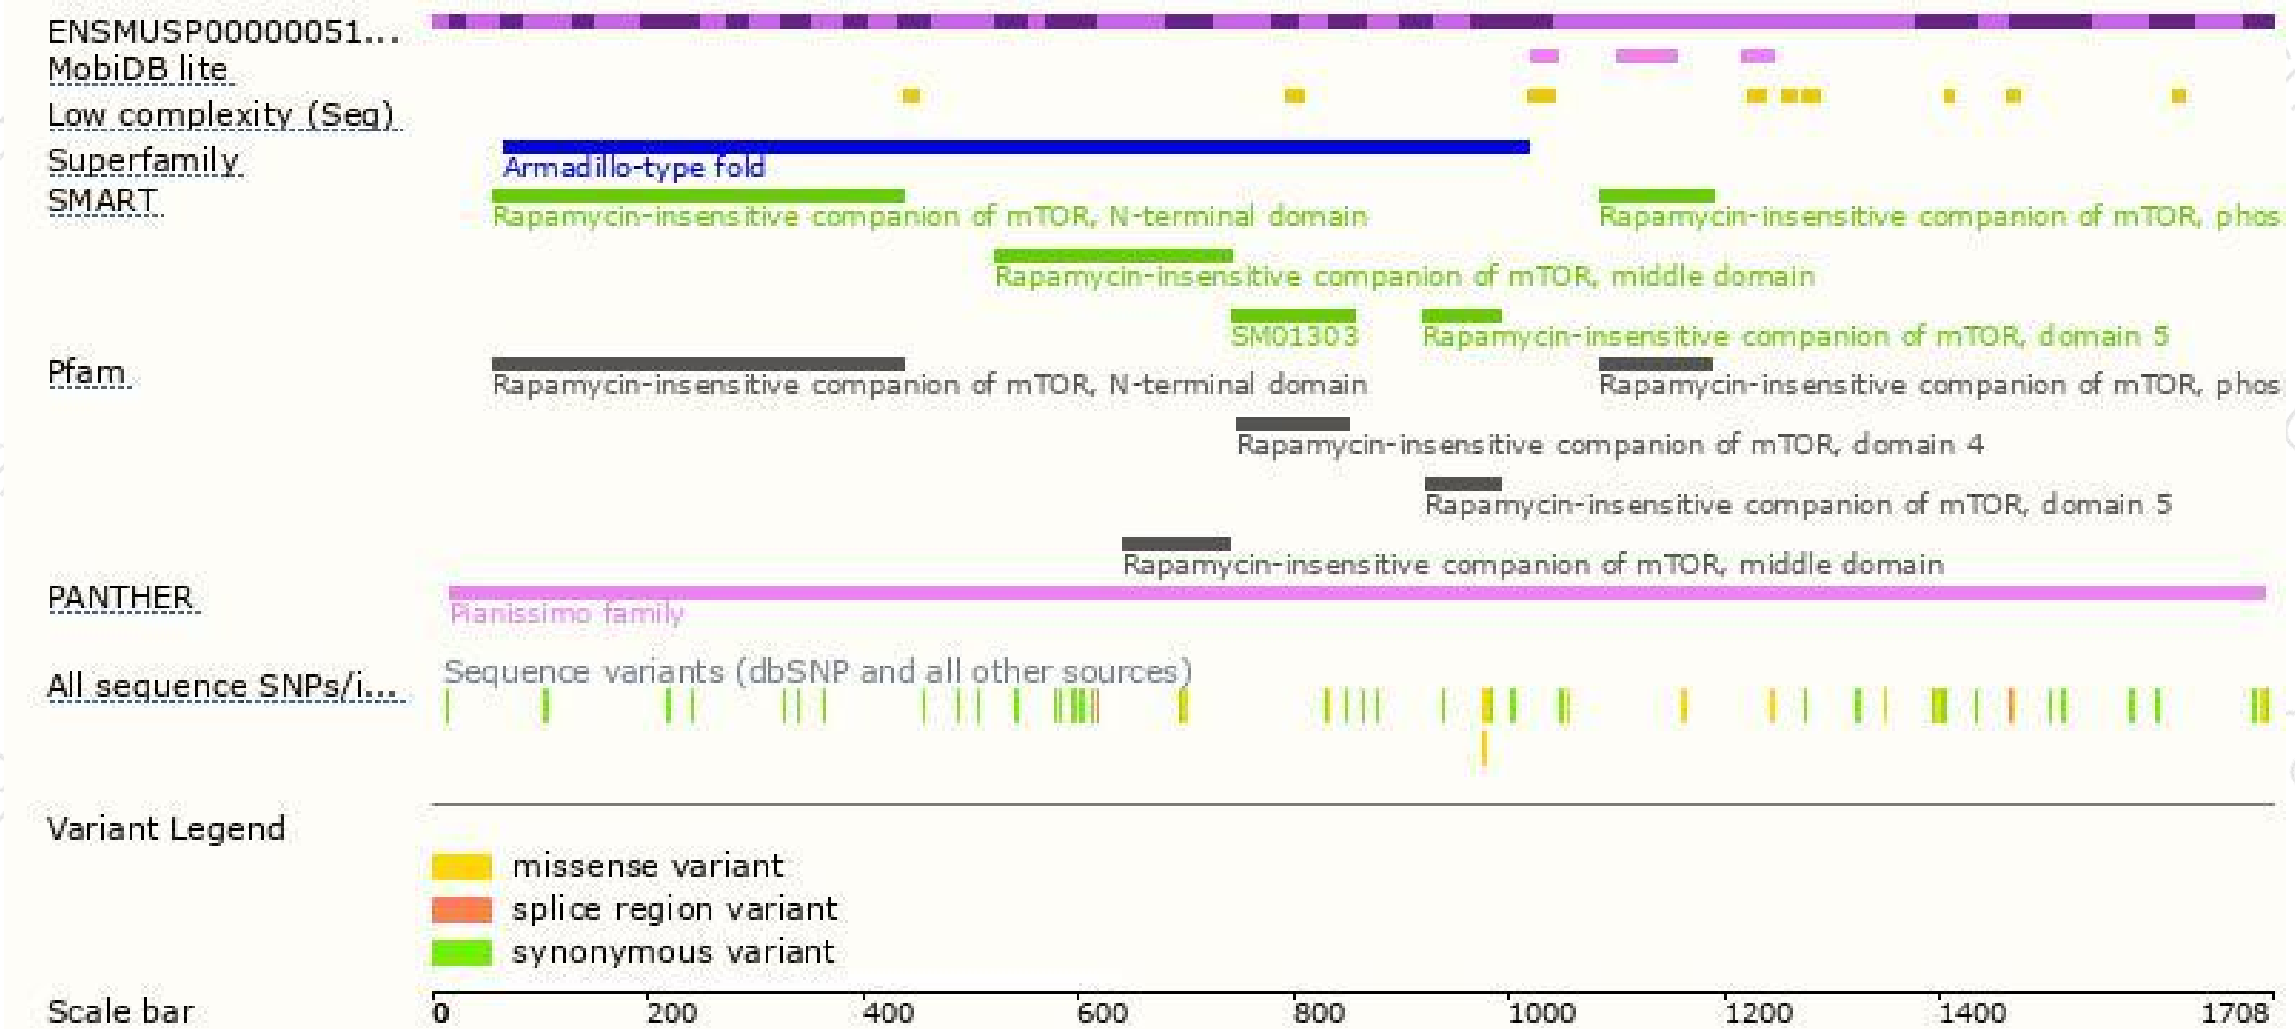 ENSMUSP00000051...
MobiDB lite
Low complexity (Seg)
Superfamily
Armadillo-type fold
SMART
Rapamycin-insensitive companion of mTOR, N-terminal domain
Rapamycin-insensitive companion of mTOR, phos
Rapamycin-insensitive companion of mTOR, middle domain
SM01303
Rapamycin-insensitive companion of mTOR, domain 5
Pfam
Rapamycin-insensitive companion of mTOR, N-terminal domain
Rapamycin-insensitive companion of mTOR, phos
Rapamycin-insensitive companion of mTOR, domain 4
Rapamycin-insensitive companion of mTOR, domain 5
Rapamycin-insensitive companion of mTOR, middle domain
PANTHER
Pianissimo family
Sequence variants (dbSNP and all other sources)
All sequence SNPs/i...
Variant Legend
missense variant
splice region variant
synonymous variant
Scale bar
0 200 400 600 800 1000 1200 1400 1708